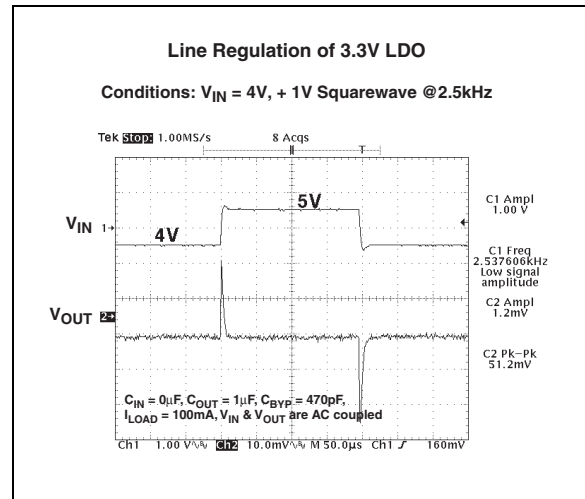 Line Regulation of 3.3V LDO
Conditions: VIN = 4V, + 1V Squarewave @2.5kHz
Tek Stop: 1.00MS/s 8 Acqs
T
C1 Ampl
1.00 V
5V
VIN 1→
4V
C1 Freq
2.537606kHz
Low signal
amplitude
C2 Ampl
1.2mV
VOUT 2→
C2 Pk-Pk
51.2mV
CIN = 0μF, COUT = 1μF, CBYP = 470pF,
ILOAD = 100mA, VIN & VOUT are AC coupled
Ch1 1.00 V Ch2 10.0mV M 50.0μs Ch1 160mV